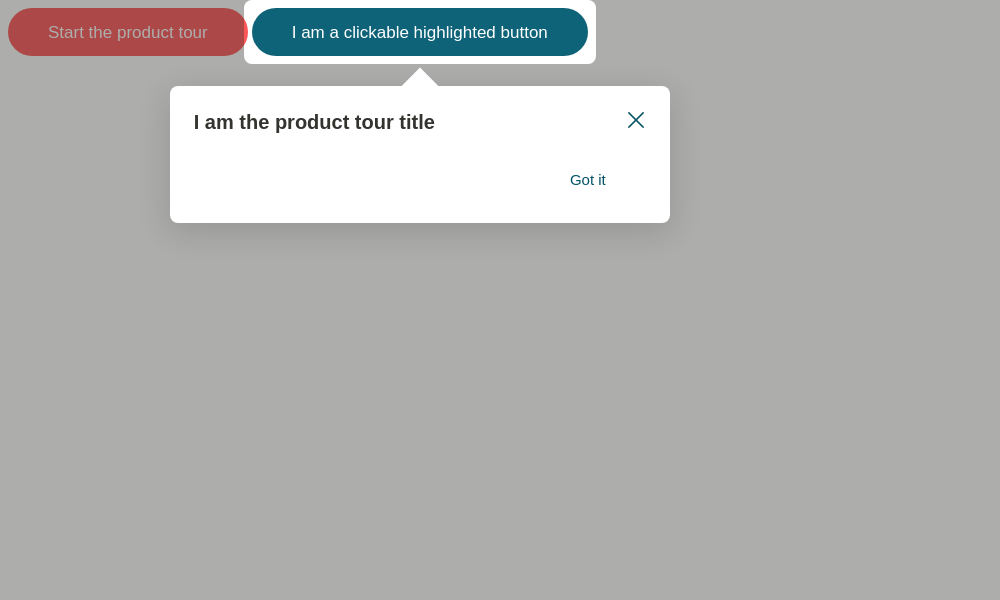 Start the product tour
I am a clickable highlighted button
I am the product tour title
Got it